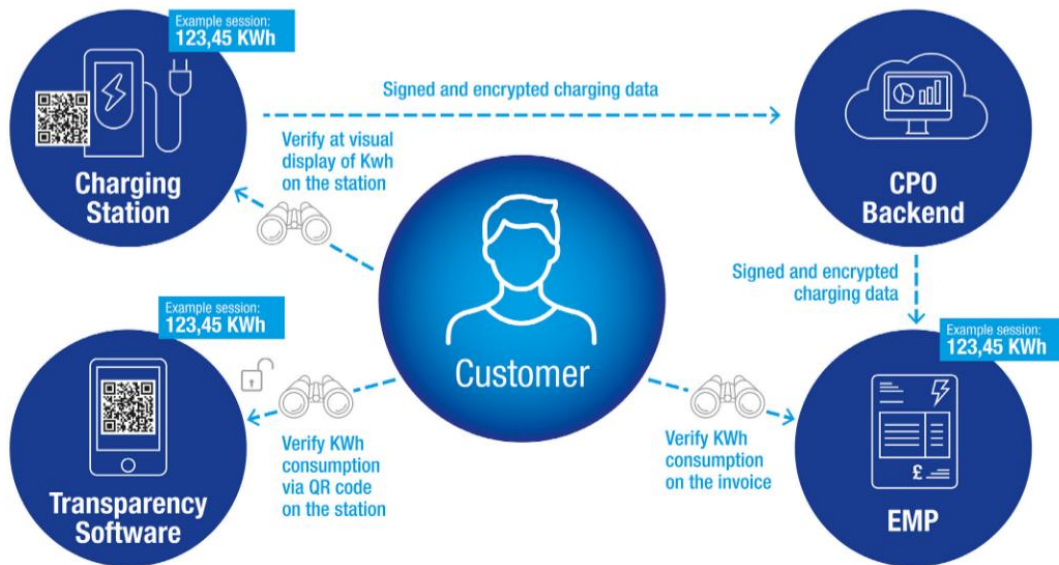 Example session:
123,45 KWh
Charging
Station
Signed and encrypted charging data
CPO
Backend
Verify at visual
display of Kwh
on the station
Customer
Signed and encrypted
charging data
Example session:
123,45 KWh
Transparency
Software
Verify KWh
consumption
via QR code
on the station
Verify KWh
consumption
on the invoice
Example session:
123,45 KWh
£
EMP